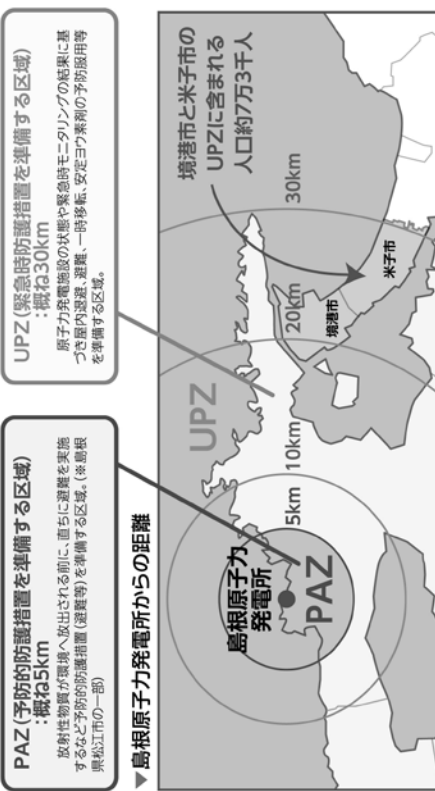 PAZ(予防的防護措置を準備する区域)
:概ね5km
放射性物質が環境へ放出される前に、直ちに避難を実施
するなど予防的防護措置(避難等)を準備する区域。(※島根
県松江市の一部)
UPZ(緊急時防護措置を準備する区域)
:概ね30km
原子力発電施設の状態や緊急時モニタリングの結果に基
づき屋内退避、避難、一時移転、安定ヨウ素剤の予防服用等
を準備する区域。
▼島根原子力発電所からの距離
島根原子力
発電所
PAZ
5km
10km
UPZ
20km
30km
境港市
米子市
境港市と米子市の
UPZに含まれる
人口約7万3千人